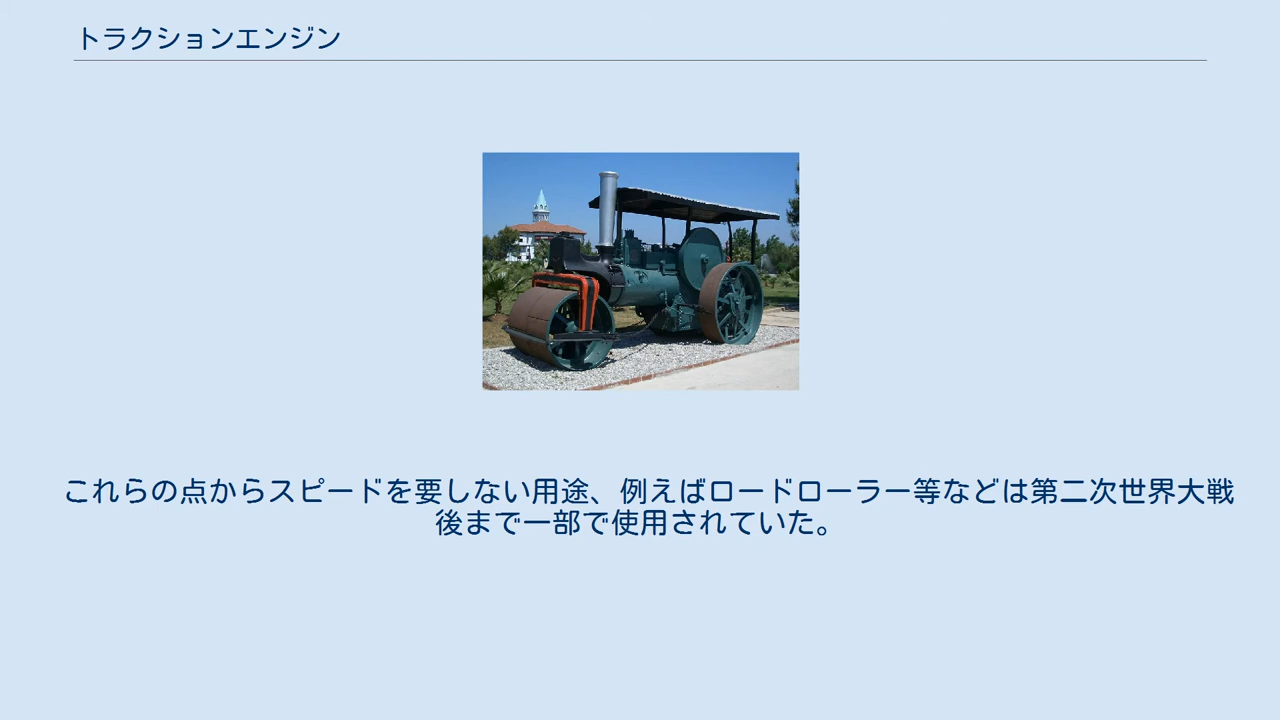 トラクションエンジン
これらの点からスピードを要しない用途、例えばロードローラー等などは第二次世界大戦
後まで一部で使用されていた。